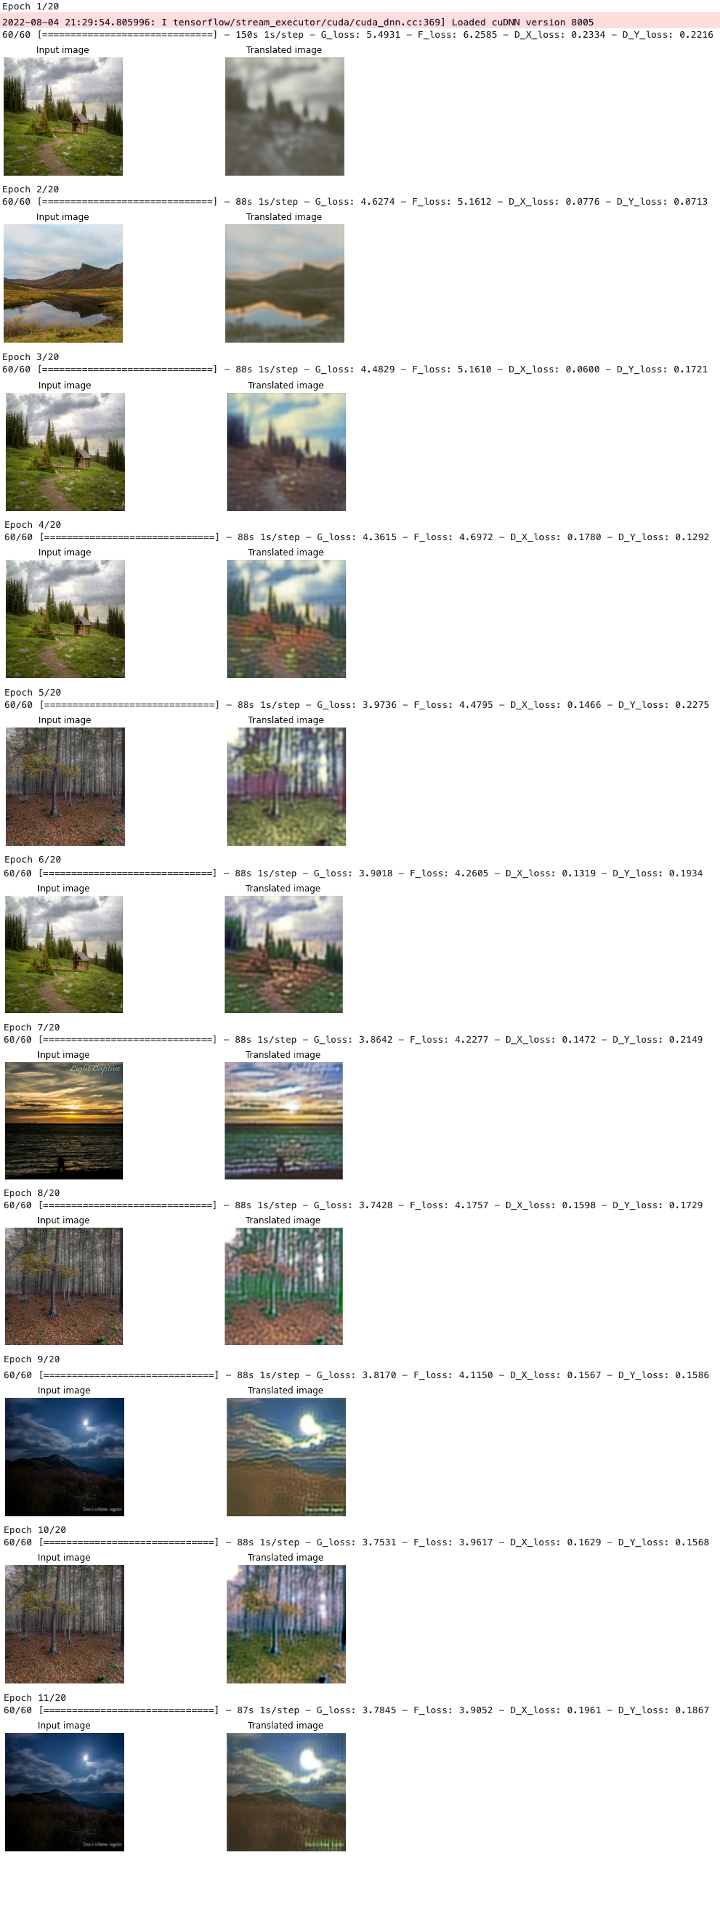 Epoch 1/20
2022-08-04 21:29:54.805996: I tensorflow/stream_executor/cuda/cuda_dnn.cc:369] Loaded cuDNN version 8005
60/60 [==============================] - 150s 1s/step - G_loss: 5.4931 - F_loss: 6.2585 - D_X_loss: 0.2334 - D_Y_loss: 0.2216
Input image Translated image
Epoch 2/20
60/60 [==============================] - 88s 1s/step - G_loss: 4.6274 - F_loss: 5.1612 - D_X_loss: 0.0776 - D_Y_loss: 0.0713
Input image Translated image
Epoch 3/20
60/60 [==============================] - 88s 1s/step - G_loss: 4.4829 - F_loss: 5.1610 - D_X_loss: 0.0600 - D_Y_loss: 0.1721
Input image Translated image
Epoch 4/20
60/60 [==============================] - 88s 1s/step - G_loss: 4.3615 - F_loss: 4.6972 - D_X_loss: 0.1780 - D_Y_loss: 0.1292
Input image Translated image
Epoch 5/20
60/60 [==============================] - 88s 1s/step - G_loss: 3.9736 - F_loss: 4.4795 - D_X_loss: 0.1466 - D_Y_loss: 0.2275
Input image Translated image
Epoch 6/20
60/60 [==============================] - 88s 1s/step - G_loss: 3.9018 - F_loss: 4.2605 - D_X_loss: 0.1319 - D_Y_loss: 0.1934
Input image Translated image
Epoch 7/20
60/60 [==============================] - 88s 1s/step - G_loss: 3.8642 - F_loss: 4.2277 - D_X_loss: 0.1472 - D_Y_loss: 0.2149
Input image Translated image
Light Captive
Epoch 8/20
60/60 [==============================] - 88s 1s/step - G_loss: 3.7428 - F_loss: 4.1757 - D_X_loss: 0.1598 - D_Y_loss: 0.1729
Input image Translated image
Epoch 9/20
60/60 [==============================] - 88s 1s/step - G_loss: 3.8170 - F_loss: 4.1150 - D_X_loss: 0.1567 - D_Y_loss: 0.1586
Input image Translated image
Epoch 10/20
60/60 [==============================] - 88s 1s/step - G_loss: 3.7531 - F_loss: 3.9617 - D_X_loss: 0.1629 - D_Y_loss: 0.1568
Input image Translated image
Epoch 11/20
60/60 [==============================] - 87s 1s/step - G_loss: 3.7845 - F_loss: 3.9052 - D_X_loss: 0.1961 - D_Y_loss: 0.1867
Input image Translated image